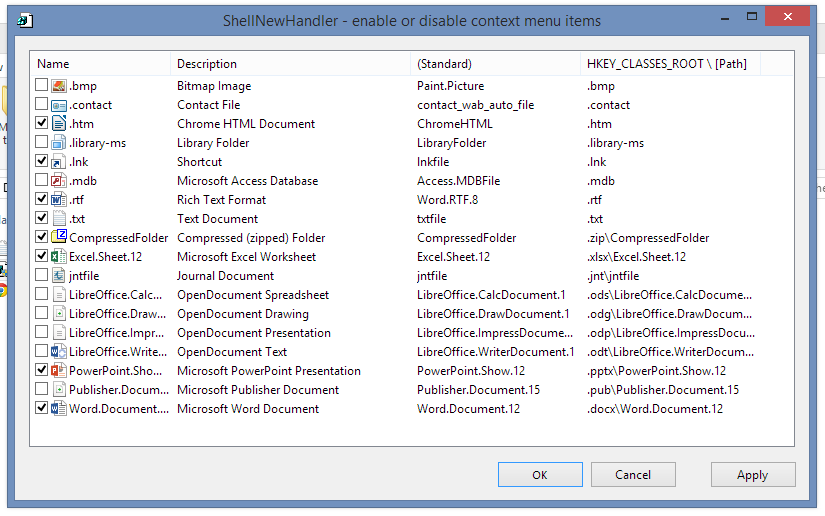 ShellNewHandler - enable or disable context menu items
Name Description (Standard) HKEY_CLASSES_ROOT \ [Path]
.bmp Bitmap Image Paint.Picture .bmp
.contact Contact File contact_wab_auto_file .contact
.htm Chrome HTML Document ChromeHTML .htm
.library-ms Library Folder LibraryFolder .library-ms
.lnk Shortcut lnkfile .lnk
.mdb Microsoft Access Database Access.MDBFile .mdb
.rtf Rich Text Format Word.RTF.8 .rtf
.txt Text Document txtfile .txt
CompressedFolder Compressed (zipped) Folder CompressedFolder .zip\CompressedFolder
Excel.Sheet.12 Microsoft Excel Worksheet Excel.Sheet.12 .xlsx\Excel.Sheet.12
jntfile Journal Document jntfile .jnt\jntfile
LibreOffice.Calc... OpenDocument Spreadsheet LibreOffice.CalcDocument.1 .ods\LibreOffice.CalcDocume...
LibreOffice.Draw... OpenDocument Drawing LibreOffice.DrawDocument.1 .odg\LibreOffice.DrawDocum...
LibreOffice.Impr... OpenDocument Presentation LibreOffice.ImpressDocume... .odp\LibreOffice.ImpressDocu...
LibreOffice.Write... OpenDocument Text LibreOffice.WriterDocument.1 .odt\LibreOffice.WriterDocum...
PowerPoint.Sho... Microsoft PowerPoint Presentation PowerPoint.Show.12 .pptx\PowerPoint.Show.12
Publisher.Docum... Microsoft Publisher Document Publisher.Document.15 .pub\Publisher.Document.15
Word.Document.... Microsoft Word Document Word.Document.12 .docx\Word.Document.12
OK Cancel Apply